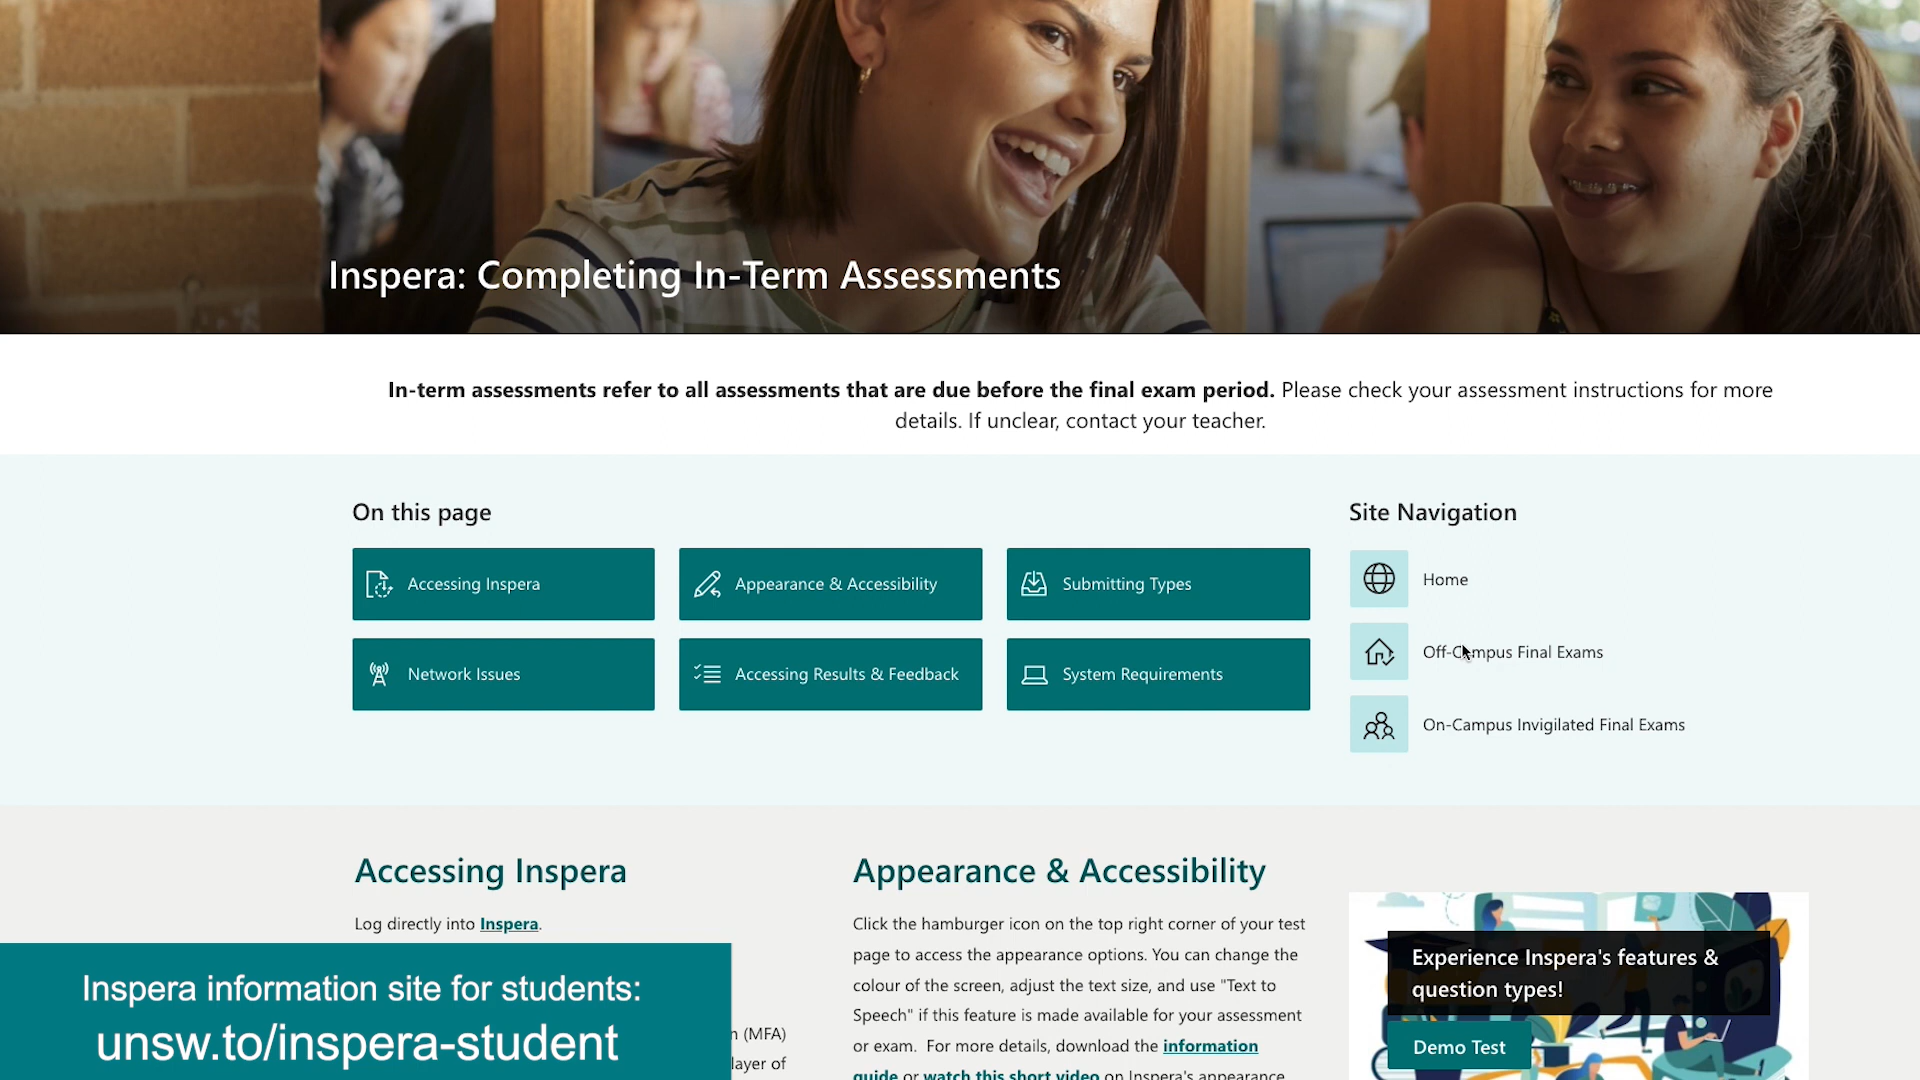 Inspera: Completing In-Term Assessments
In-term assessments refer to all assessments that are due before the final exam period. Please check your assessment instructions for more
details. If unclear, contact your teacher.
On this page
Accessing Inspera
Appearance & Accessibility
Submitting Types
Network Issues
Accessing Results & Feedback
System Requirements
Site Navigation
Home
Off-Campus Final Exams
On-Campus Invigilated Final Exams
Accessing Inspera
Log directly into Inspera.
(MFA)
layer of
Appearance & Accessibility
Click the hamburger icon on the top right corner of your test
page to access the appearance options. You can change the
colour of the screen, adjust the text size, and use "Text to
Speech" if this feature is made available for your assessment
or exam. For more details, download the information
guide or watch this short video on Inspera's appearance
Experience Inspera's features &
question types!
Demo Test
Inspera information site for students:
unsw.to/inspera-student